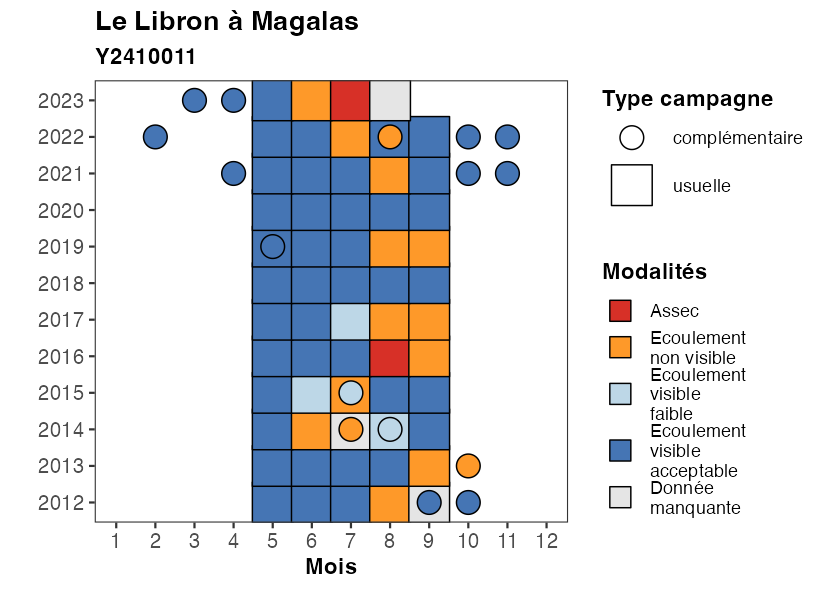 Le Libron à Magalas
Y2410011
2023
2022
2021
2020
2019
2018
2017
2016
2015
2014
2013
2012
1 2 3 4 5 6 7 8 9 10 11 12
Mois
Type campagne
complémentaire
usuelle
Modalités
Assec
Ecoulement
non visible
Ecoulement
visible
faible
Ecoulement
visible
acceptable
Donnée
manquante